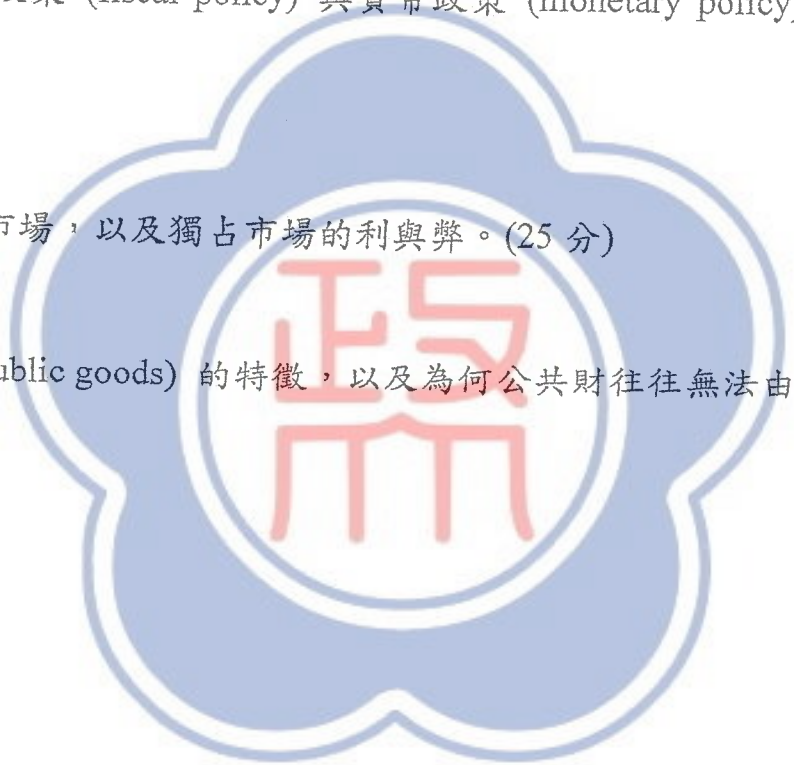 政策 (fiscal policy) 與貨幣政策 (monetary policy)
市場，以及獨占市場的利與弊。(25 分)
ublic goods) 的特徵，以及為何公共財往往無法由
政大